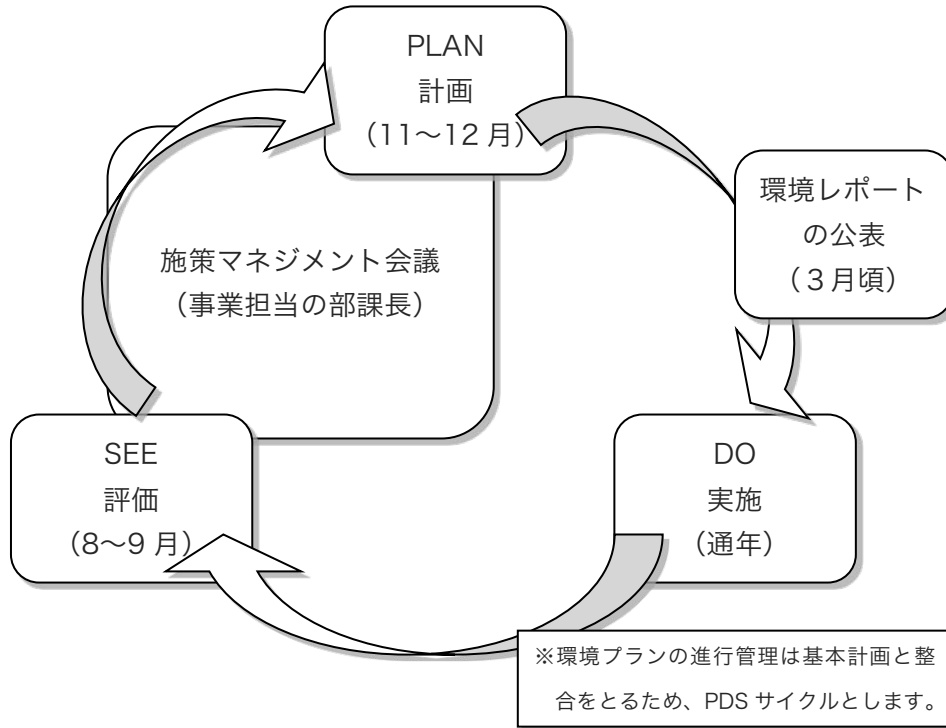 PLAN
計画
（11～12 月）
環境レポート
の公表
（３月頃）
施策マネジメント会議
（事業担当の部課長）
SEE
評価
（8～9 月）
DO
実施
（通年）
※環境プランの進行管理は基本計画と整
合をとるため、PDS サイクルとします。